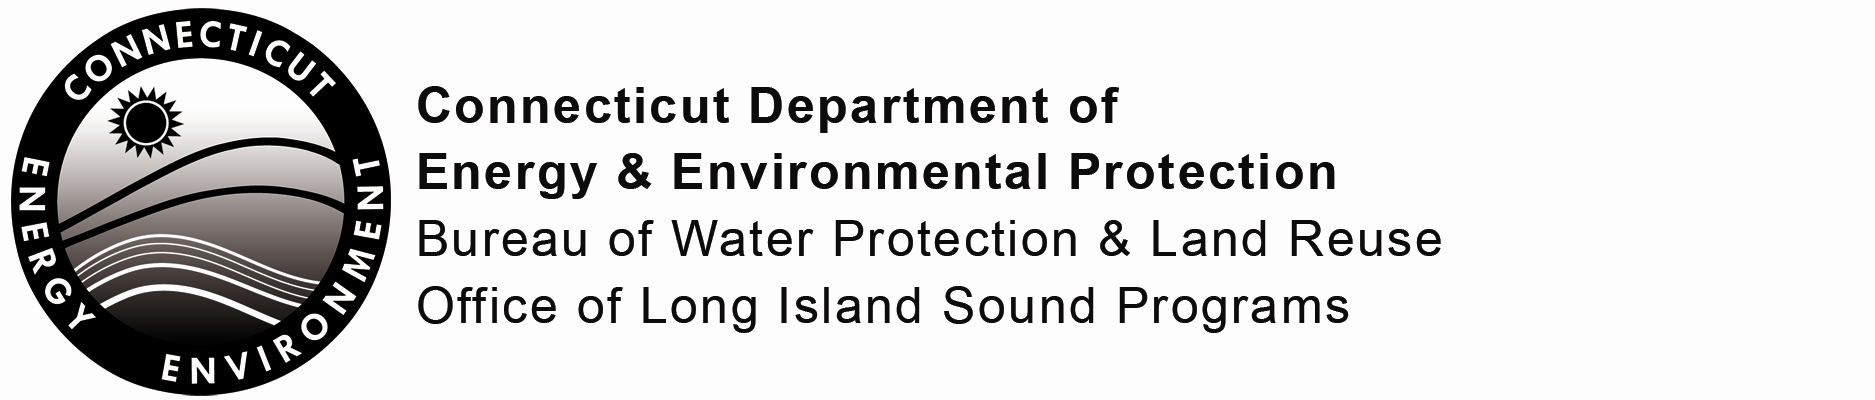 CONNECTICUT
ENERGY ENVIRONMENT
Connecticut Department of
Energy & Environmental Protection
Bureau of Water Protection & Land Reuse
Office of Long Island Sound Programs